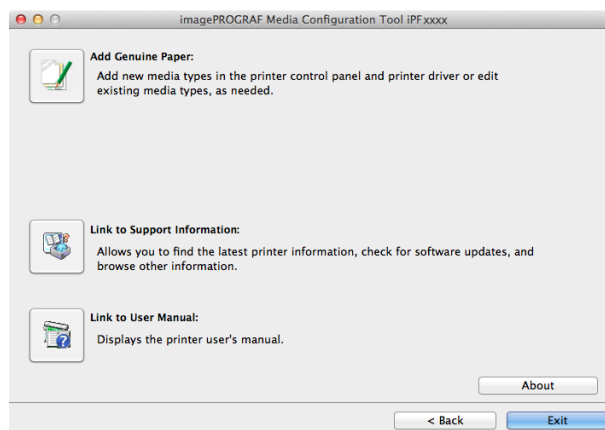 imagePROGRAF Media Configuration Tool iPFxxxx
Add Genuine Paper:
Add new media types in the printer control panel and printer driver or edit
existing media types, as needed.
Link to Support Information:
Allows you to find the latest printer information, check for software updates, and
browse other information.
Link to User Manual:
Displays the printer user's manual.
About
< Back
Exit